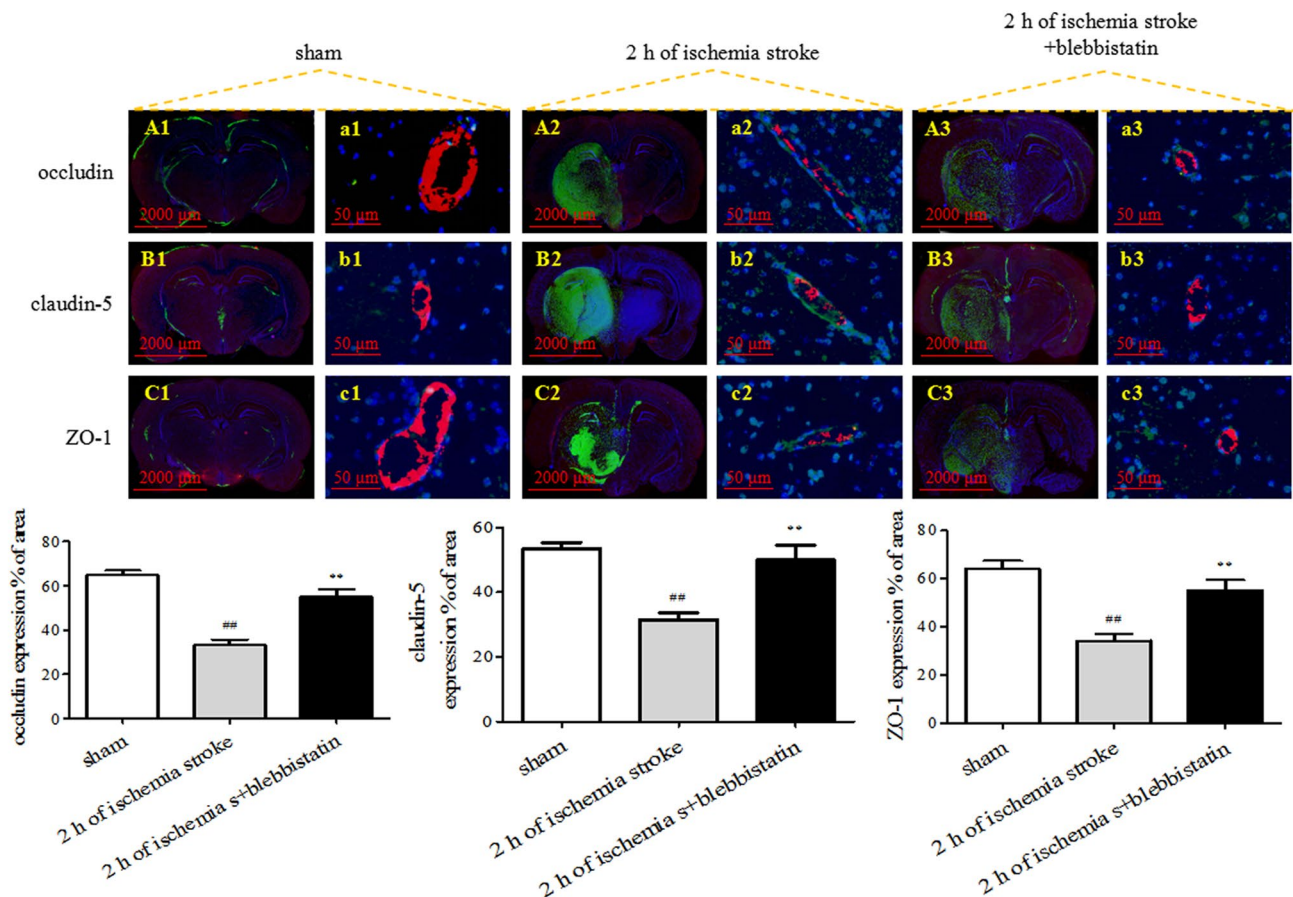 sham
2 h of ischemia stroke
2 h of ischemia stroke
+blebbistatin
occludin
A1
2000 µm
a1
50 µm
A2
2000 µm
a2
50 µm
A3
2000 µm
a3
50 µm
claudin-5
B1
2000 µm
b1
50 µm
B2
2000 µm
b2
50 µm
B3
2000 µm
b3
50 µm
ZO-1
C1
2000 µm
c1
50 µm
C2
2000 µm
c2
50 µm
C3
2000 µm
c3
50 µm
occludin expression % of area
80
60
40
20
0
##
**
sham
2 h of ischemia stroke
2 h of ischemia s+blebbistatin
claudin-5
expression % of area
60
40
20
0
##
**
sham
2 h of ischemia stroke
2 h of ischemia s+blebbistatin
ZO-1 expression % of area
80
60
40
20
0
##
**
sham
2 h of ischemia stroke
2 h of ischemia s+blebbistatin